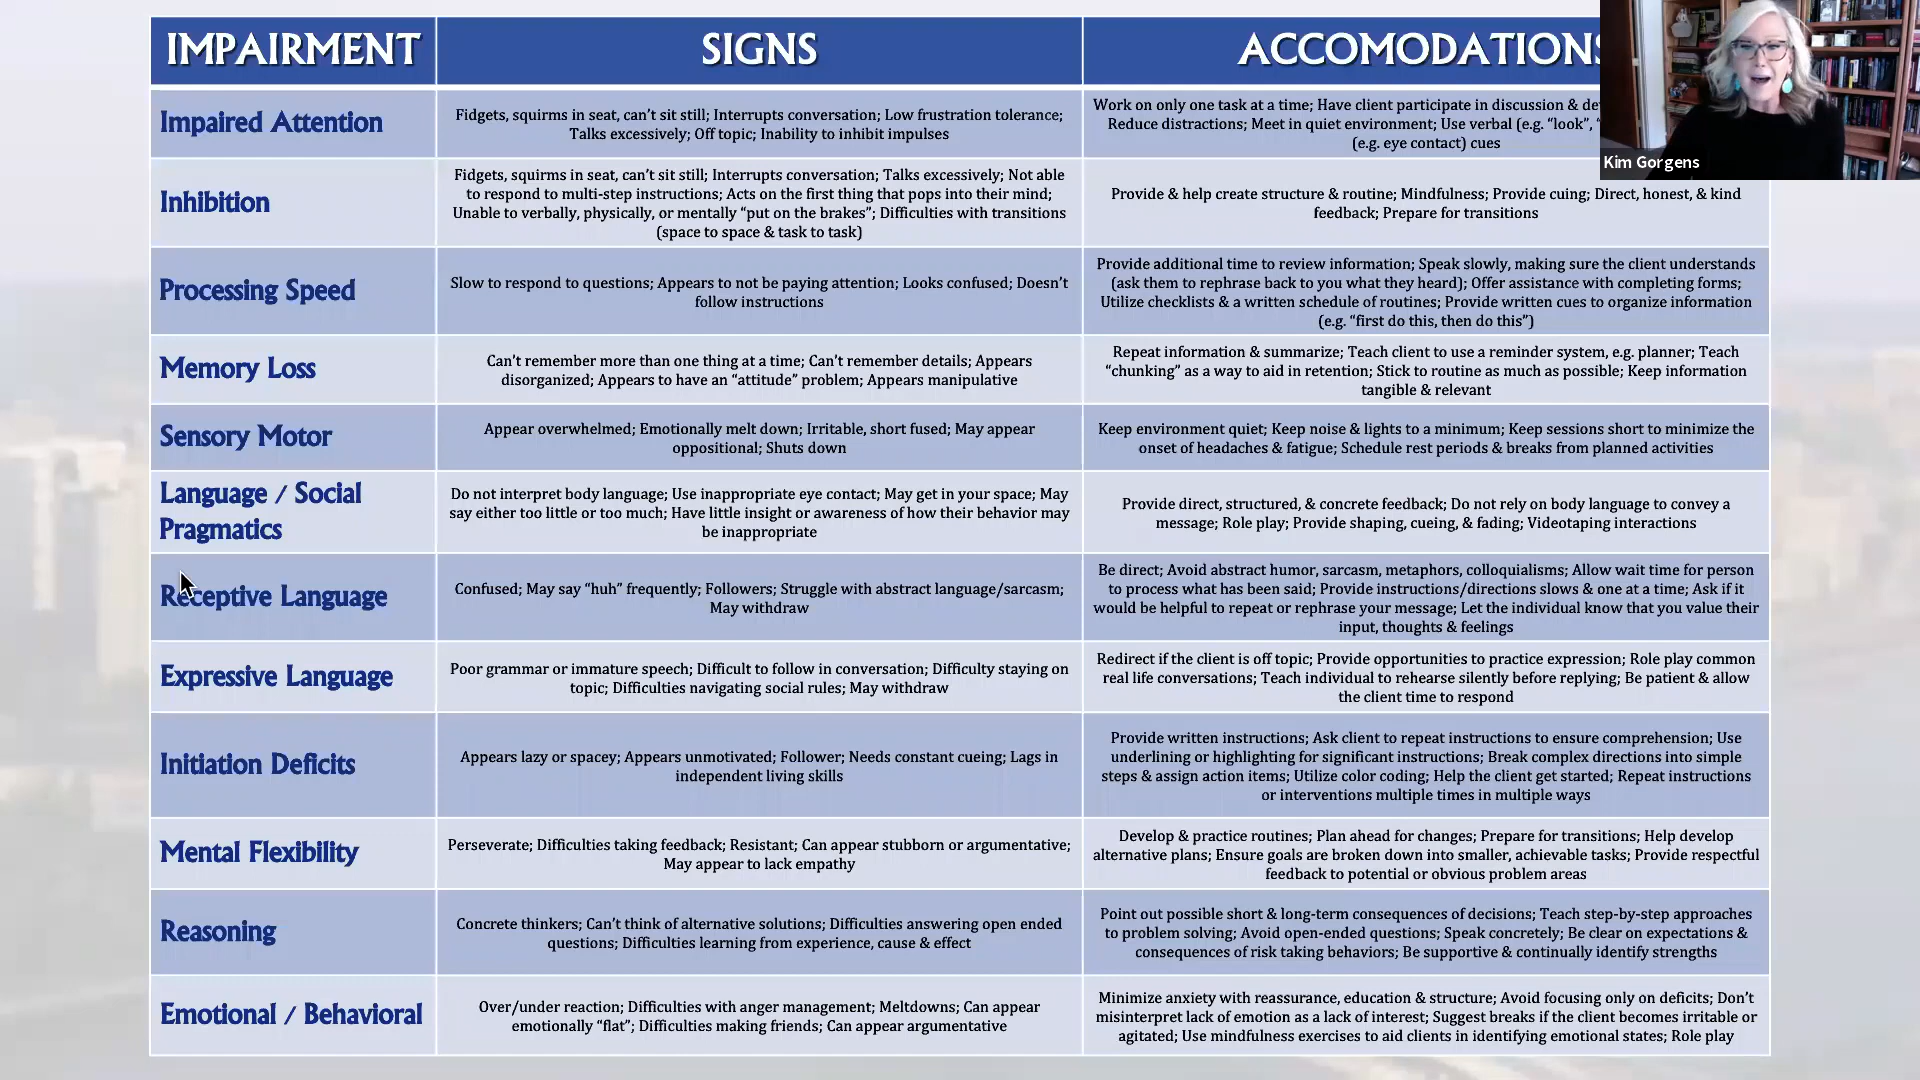 IMPAIRMENT
SIGNS
ACCOMODATIONS
Impaired Attention
Fidgets, squirms in seat, can't sit still; Interrupts conversation; Low frustration tolerance;
Talks excessively; Off topic; Inability to inhibit impulses
Work on only one task at a time; Have client participate in discussion &
Reduce distractions; Meet in quiet environment; Use verbal (e.g. “look”,
(e.g. eye contact) cues
Kim Gorgens
Inhibition
Fidgets, squirms in seat, can't sit still; Interrupts conversation; Talks excessively; Not able
to respond to multi-step instructions; Acts on the first thing that pops into their mind;
Unable to verbally, physically, or mentally “put on the brakes”; Difficulties with transitions
(space to space & task to task)
Provide & help create structure & routine; Mindfulness; Provide cuing; Direct, honest, & kind
feedback; Prepare for transitions
Processing Speed
Slow to respond to questions; Appears to not be paying attention; Looks confused; Doesn't
follow instructions
Provide additional time to review information; Speak slowly, making sure the client understands
(ask them to rephrase back to you what they heard); Offer assistance with completing forms;
Utilize checklists & a written schedule of routines; Provide written cues to organize information
(e.g. “first do this, then do this”)
Memory Loss
Can't remember more than one thing at a time; Can't remember details; Appears
disorganized; Appears to have an “attitude” problem; Appears manipulative
Repeat information & summarize; Teach client to use a reminder system, e.g. planner; Teach
“chunking” as a way to aid in retention; Stick to routine as much as possible; Keep information
tangible & relevant
Sensory Motor
Appear overwhelmed; Emotionally melt down; Irritable, short fused; May appear
oppositional; Shuts down
Keep environment quiet; Keep noise & lights to a minimum; Keep sessions short to minimize the
onset of headaches & fatigue; Schedule rest periods & breaks from planned activities
Language / Social
Pragmatics
Do not interpret body language; Use inappropriate eye contact; May get in your space; May
say either too little or too much; Have little insight or awareness of how their behavior may
be inappropriate
Provide direct, structured, & concrete feedback; Do not rely on body language to convey a
message; Role play; Provide shaping, cueing, & fading; Videotaping interactions
Receptive Language
Confused; May say “huh” frequently; Followers; Struggle with abstract language/sarcasm;
May withdraw
Be direct; Avoid abstract humor, sarcasm, metaphors, colloquialisms; Allow wait time for person
to process what has been said; Provide instructions/directions slows & one at a time; Ask if it
would be helpful to repeat or rephrase your message; Let the individual know that you value their
input, thoughts & feelings
Expressive Language
Poor grammar or immature speech; Difficult to follow in conversation; Difficulty staying on
topic; Difficulties navigating social rules; May withdraw
Redirect if the client is off topic; Provide opportunities to practice expression; Role play common
real life conversations; Teach individual to rehearse silently before replying; Be patient & allow
the client time to respond
Initiation Deficits
Appears lazy or spacey; Appears unmotivated; Follower; Needs constant cueing; Lags in
independent living skills
Provide written instructions; Ask client to repeat instructions to ensure comprehension; Use
underlining or highlighting for significant instructions; Break complex directions into simple
steps & assign action items; Utilize color coding; Help the client get started; Repeat instructions
or interventions multiple times in multiple ways
Mental Flexibility
Perseverate; Difficulties taking feedback; Resistant; Can appear stubborn or argumentative;
May appear to lack empathy
Develop & practice routines; Plan ahead for changes; Prepare for transitions; Help develop
alternative plans; Ensure goals are broken down into smaller, achievable tasks; Provide respectful
feedback to potential or obvious problem areas
Reasoning
Concrete thinkers; Can't think of alternative solutions; Difficulties answering open ended
questions; Difficulties learning from experience, cause & effect
Point out possible short & long-term consequences of decisions; Teach step-by-step approaches
to problem solving; Avoid open-ended questions; Speak concretely; Be clear on expectations &
consequences of risk taking behaviors; Be supportive & continually identify strengths
Emotional / Behavioral
Over/under reaction; Difficulties with anger management; Meltdowns; Can appear
emotionally “flat”; Difficulties making friends; Can appear argumentative
Minimize anxiety with reassurance, education & structure; Avoid focusing only on deficits; Don't
misinterpret lack of emotion as a lack of interest; Suggest breaks if the client becomes irritable or
agitated; Use mindfulness exercises to aid clients in identifying emotional states; Role play